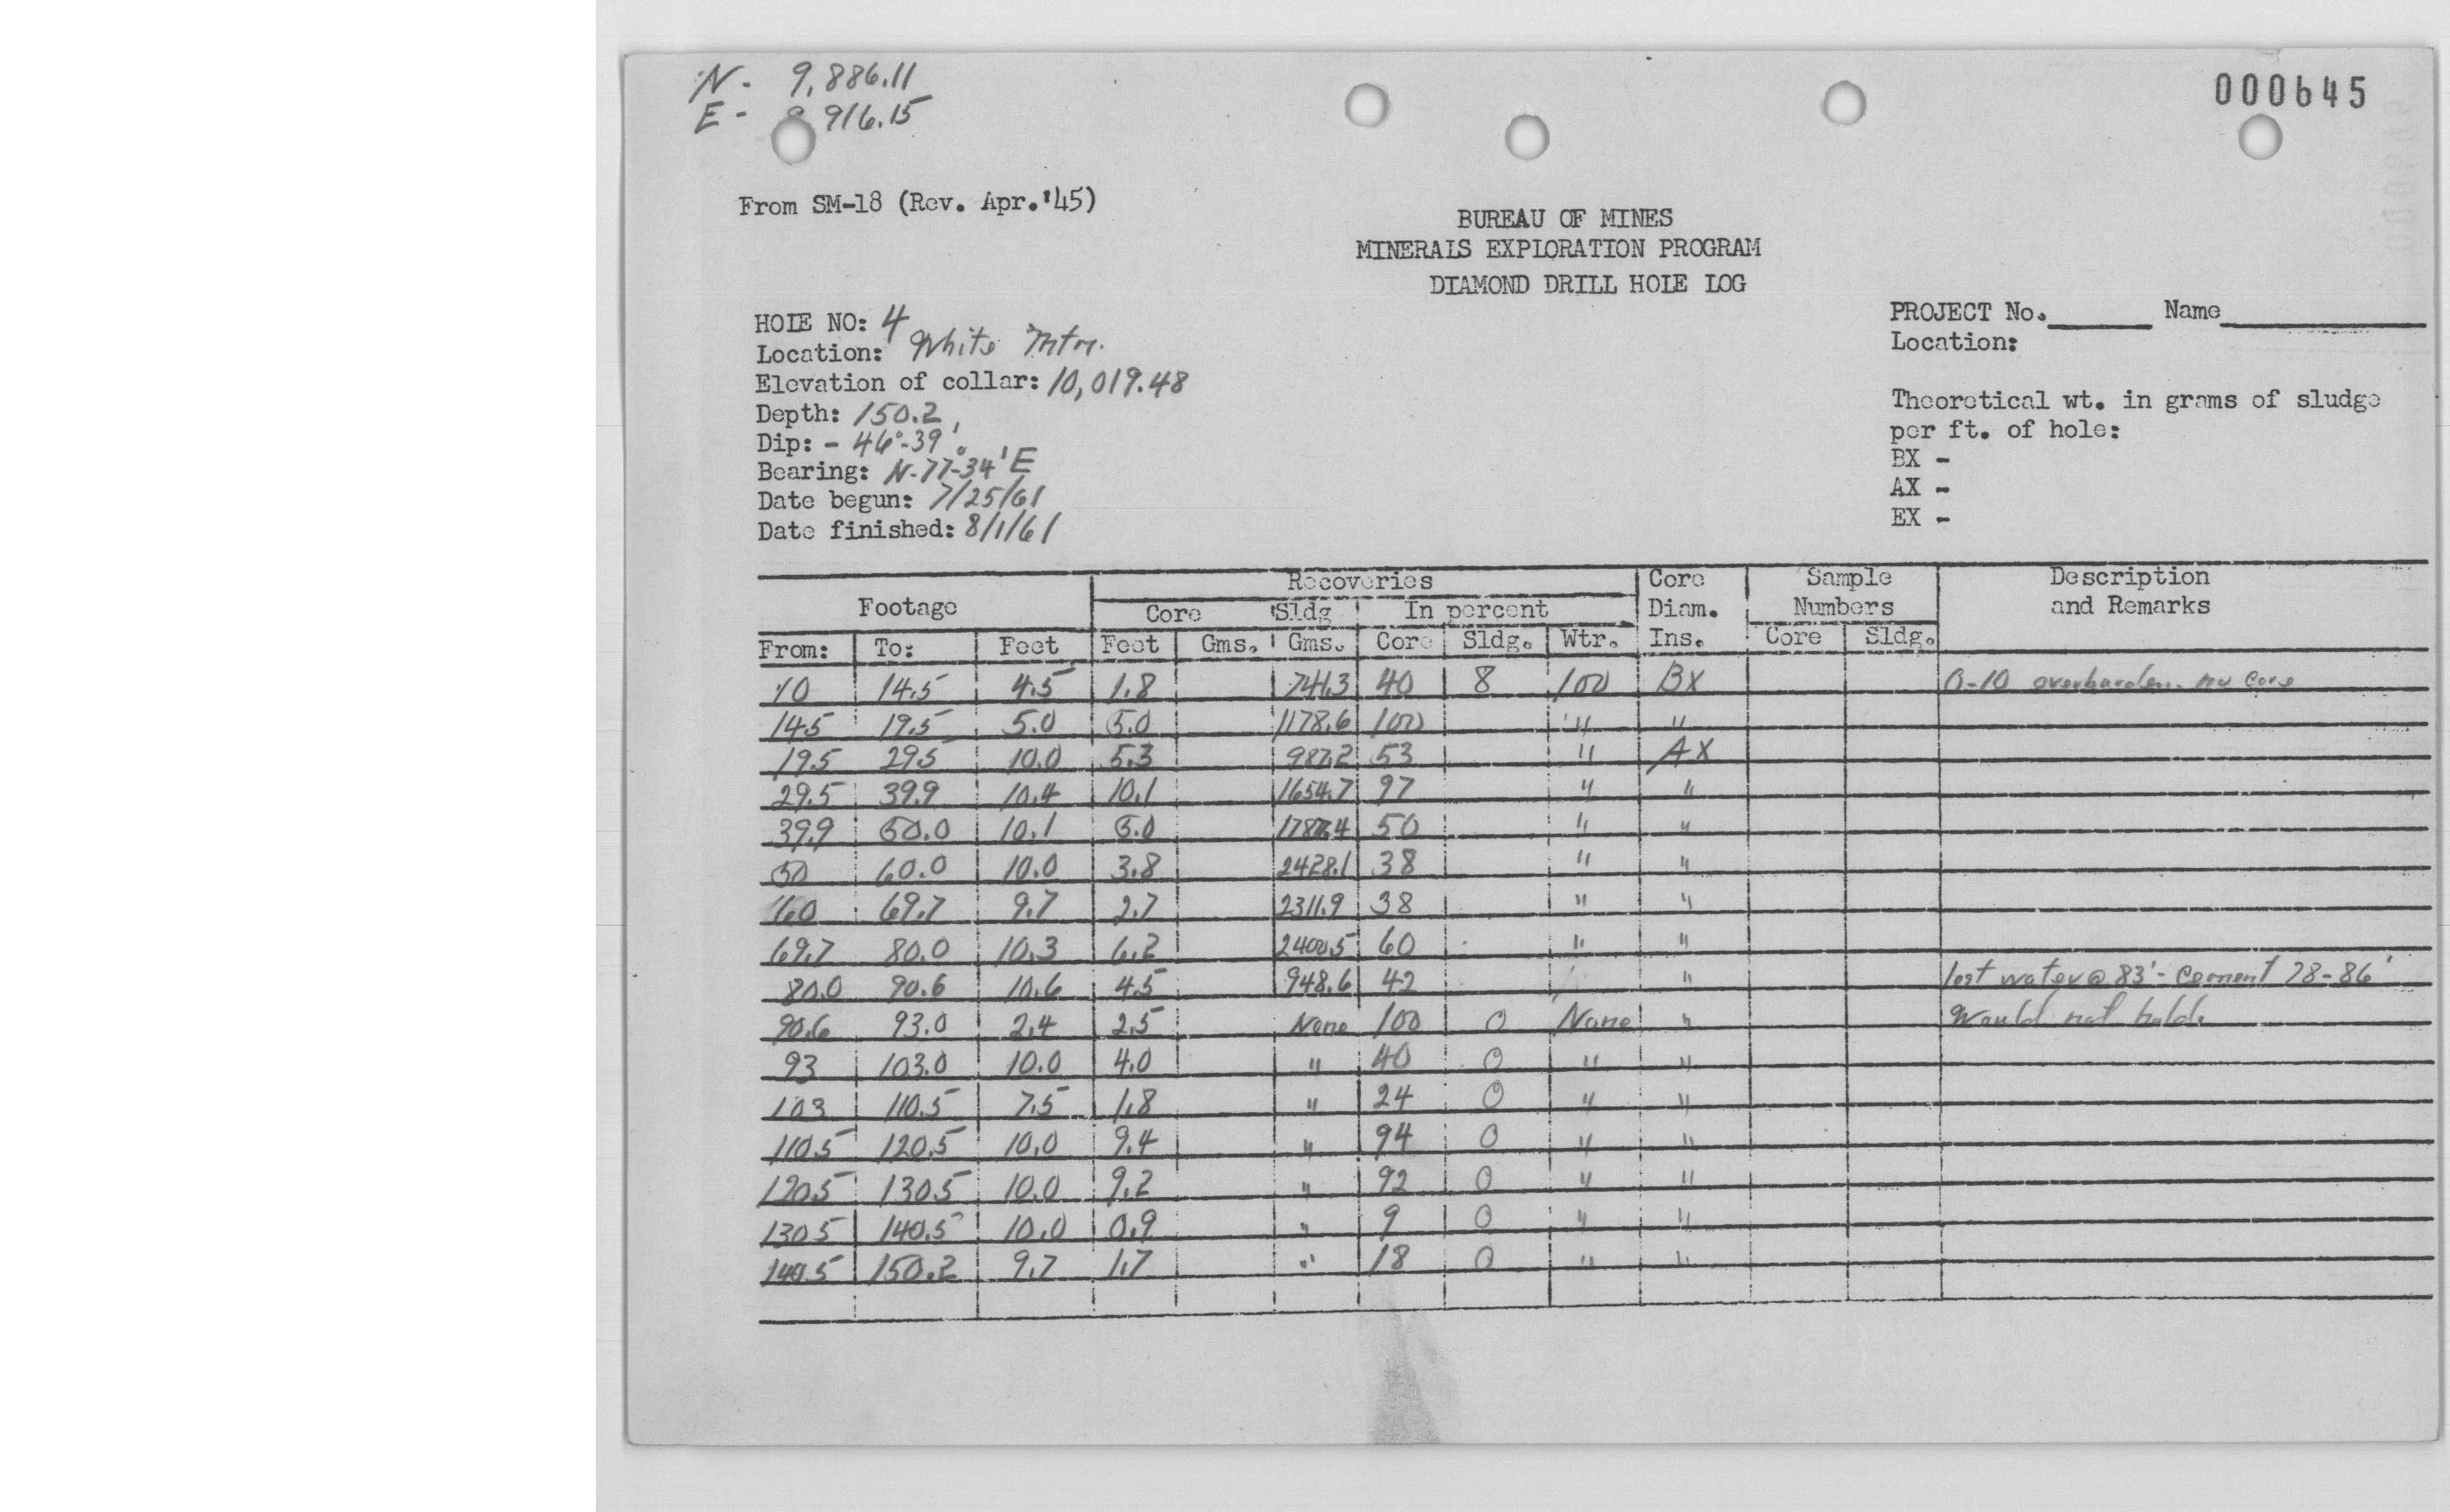 N- 9,886.11
E- 8,916.15
000645
From SM-18 (Rev. Apr.'45)
BUREAU OF MINES
MINERALS EXPLORATION PROGRAM
DIAMOND DRILL HOLE LOG
HOLE NO: 4
Location: White Mtn.
Elevation of collar: 10,019.48
Depth: 150.2
Dip: - 46°-39'
Bearing: N-77°-34'E
Date begun: 7/25/61
Date finished: 8/1/61
PROJECT No. Name
Location:
Theoretical wt. in grams of sludge
per ft. of hole:
BX -
AX -
EX -
Footage Recoveries Core Diam. Ins. Sample Numbers Description and Remarks
Core Sldg In percent
From: To: Feet Feet Gms. Gms. Core Sldg. Wtr. Core Sldg.
10 14.5 4.5 1.8 741.3 40 8 100 BX 0-10 overburden. no core
14.5 19.5 5.0 5.0 1178.6 100 " "
19.5 29.5 10.0 5.3 987.2 53 " AX
29.5 39.9 10.4 10.1 1654.7 97 " "
39.9 50.0 10.1 5.0 50 " "
50 60.0 10.0 3.8 2428.1 38 " "
60 69.7 9.7 2.7 2311.9 38 " "
69.7 80.0 10.3 6.2 2400.5 60 " "
80.0 90.6 10.6 4.5 948.6 42 " lost water @ 83'- Cement 78-86'
90.6 93.0 2.4 2.5 None 100 0 None " Would not hold.
93 103.0 10.0 4.0 " 40 0 " "
103 110.5 7.5 1.8 " 24 0 " "
110.5 120.5 10.0 9.4 " 94 0 " "
120.5 130.5 10.0 9.2 " 92 0 " "
130.5 140.5 10.0 0.9 " 9 0 " "
140.5 150.2 9.7 1.7 " 18 0 " "